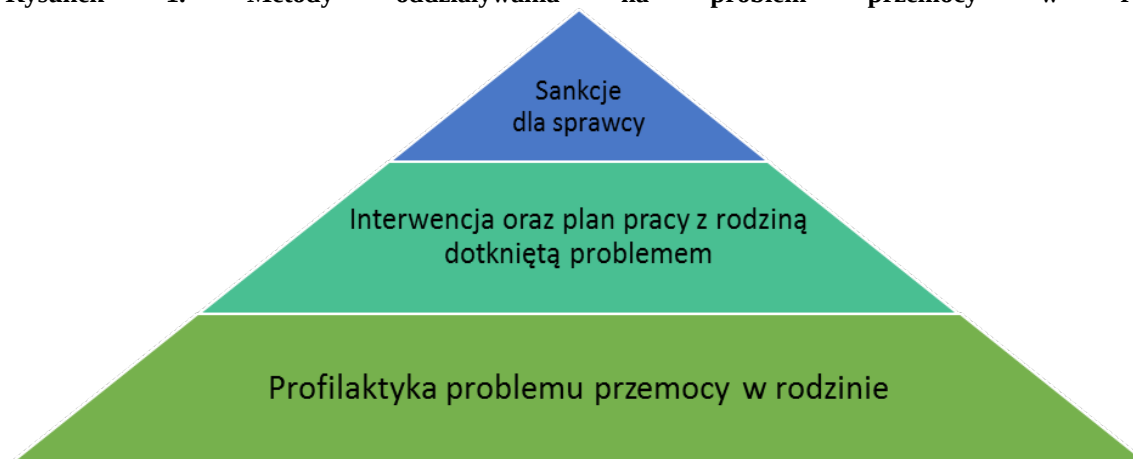 Rysunek 1. Metody oddziaływania na problem przemocy w
Sankcje
dla sprawcy
Interwencja oraz plan pracy z rodziną
dotkniętą problemem
Profilaktyka problemu przemocy w rodzinie